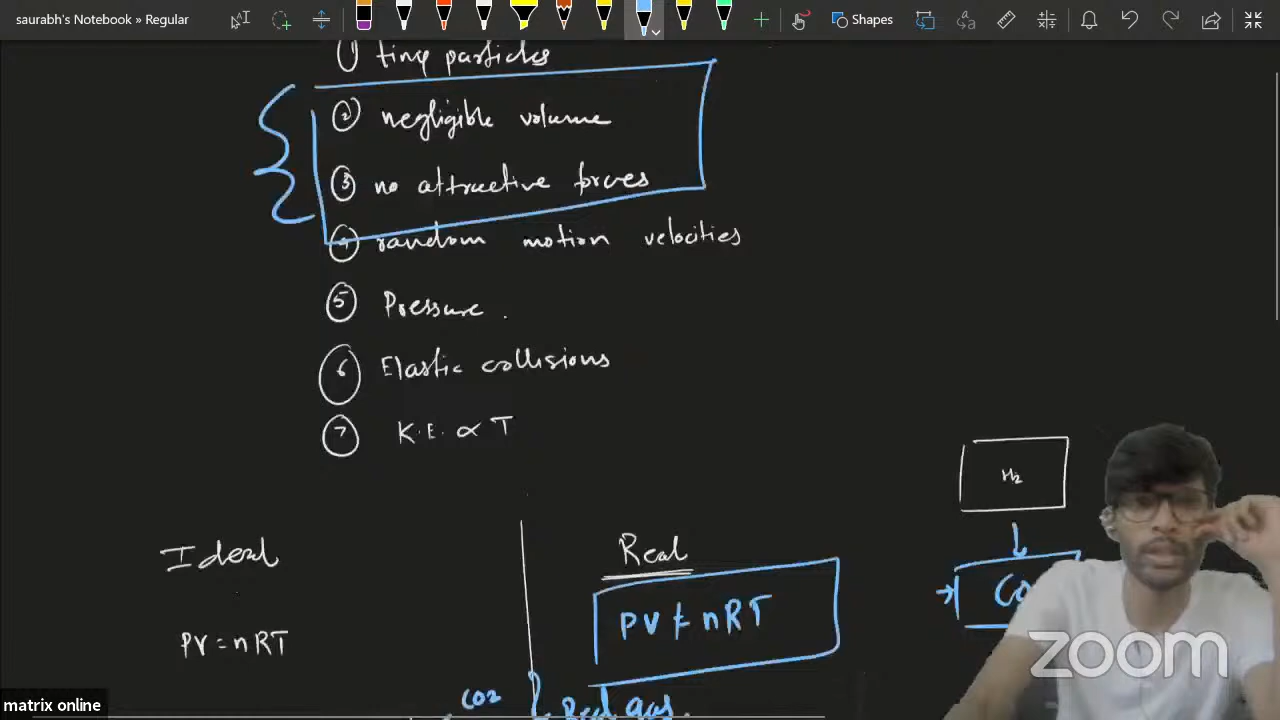 saurabh's Notebook » Regular
Shapes
① tiny particles
② negligible volume
③ no attractive forces
④ random motion velocities
⑤ Pressure .
⑥ Elastic collisions
⑦ K.E. ∝ T
H2
Ideal
Real
PV ≠ nRT
PV = nRT
CO2
Real gas
zoom
matrix online